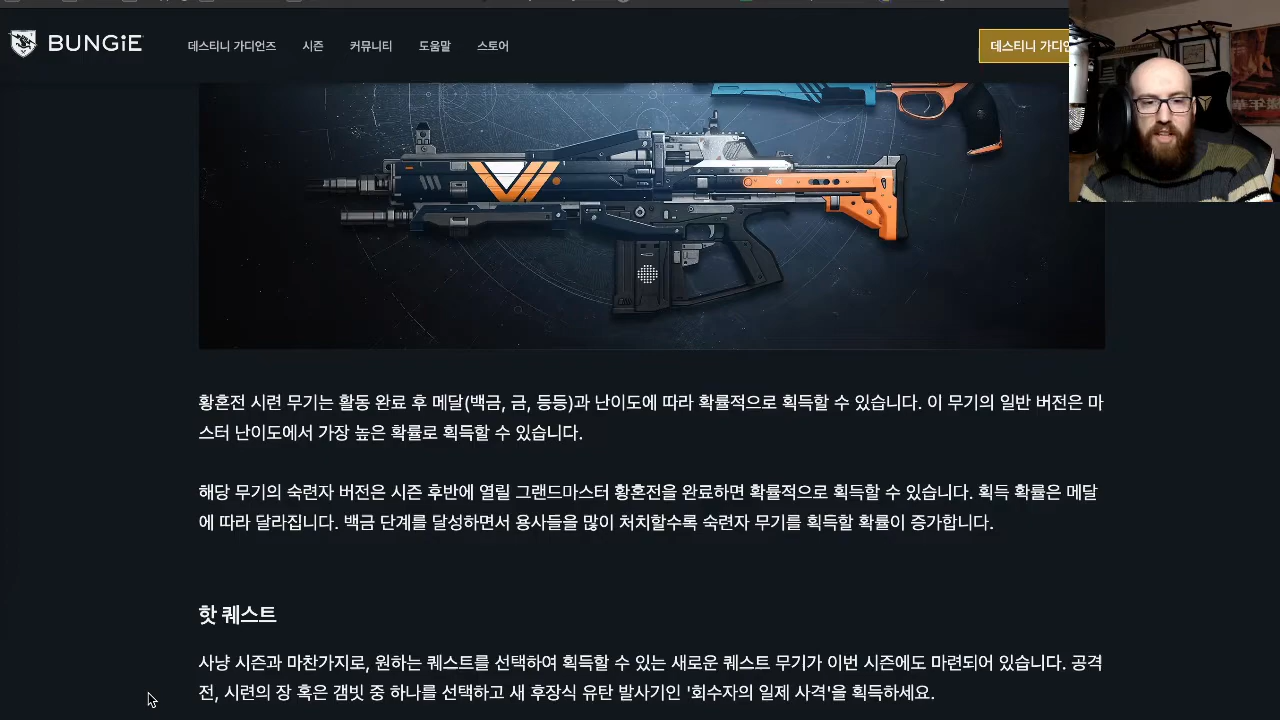 BUNGiE
데스티니 가디언즈 시즌 커뮤니티 도움말 스토어
데스티니 가디언
황혼전 시련 무기는 활동 완료 후 메달(백금, 금, 등등)과 난이도에 따라 확률적으로 획득할 수 있습니다. 이 무기의 일반 버전은 마
스터 난이도에서 가장 높은 확률로 획득할 수 있습니다.
해당 무기의 숙련자 버전은 시즌 후반에 열릴 그랜드마스터 황혼전을 완료하면 확률적으로 획득할 수 있습니다. 획득 확률은 메달
에 따라 달라집니다. 백금 단계를 달성하면서 용사들을 많이 처치할수록 숙련자 무기를 획득할 확률이 증가합니다.
핫 퀘스트
사냥 시즌과 마찬가지로, 원하는 퀘스트를 선택하여 획득할 수 있는 새로운 퀘스트 무기가 이번 시즌에도 마련되어 있습니다. 공격
전, 시련의 장 혹은 갬빗 중 하나를 선택하고 새 후장식 유탄 발사기인 '회수자의 일제 사격'을 획득하세요.